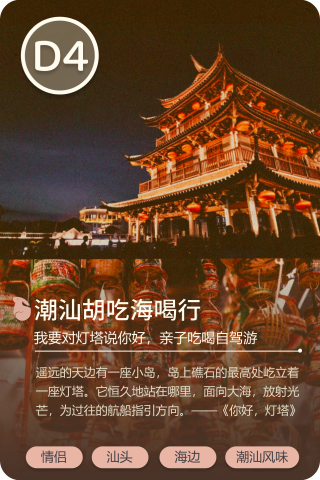 D4
潮汕胡吃海喝行
我要对灯塔说你好，亲子吃喝自驾游
遥远的天边有一座小岛，岛上礁石的最高处屹立着
一座灯塔。它恒久地站在哪里，面向大海，放射光
芒，为过往的航船指引方向。——《你好，灯塔》
情侣
汕头
海边
潮汕风味